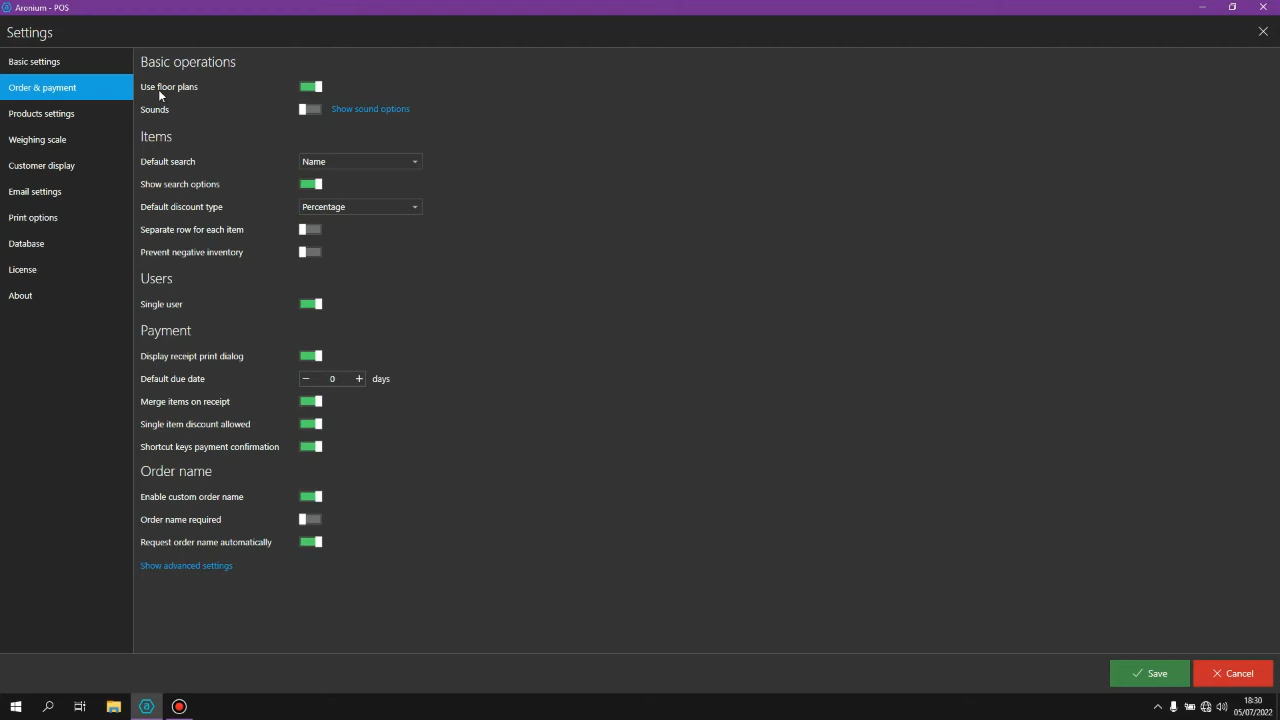 Aronium - POS
Settings
Basic settings
Order & payment
Products settings
Weighing scale
Customer display
Email settings
Print options
Database
License
About
Basic operations
Use floor plans
Sounds Show sound options
Items
Default search Name
Show search options
Default discount type Percentage
Separate row for each item
Prevent negative inventory
Users
Single user
Payment
Display receipt print dialog
Default due date 0 days
Merge items on receipt
Single item discount allowed
Shortcut keys payment confirmation
Order name
Enable custom order name
Order name required
Request order name automatically
Show advanced settings
Save Cancel
18:30
05/07/2022